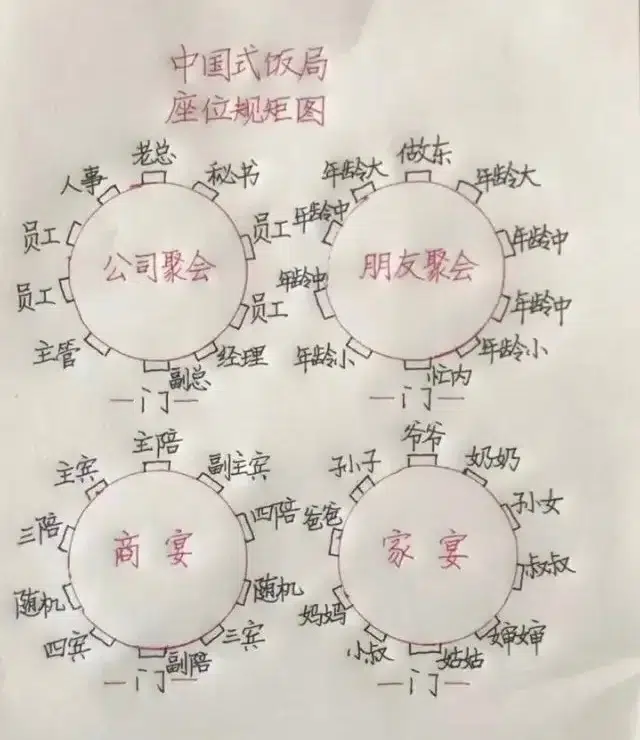 中国式饭局
座位规矩图
老总
人事
秘书
员工
员工
公司聚会
员工
员工
主管
经理
副总
门
做东
年龄大
年龄大
年龄中
年龄中
朋友聚会
年龄中
年龄中
年龄小
年龄小
忙内
门
主陪
主宾
副主宾
三陪
四陪
商宴
随机
随机
四宾
三宾
副陪
门
爷爷
孙子
奶奶
爸爸
孙女
家宴
叔叔
妈妈
婶婶
小叔
姑姑
门